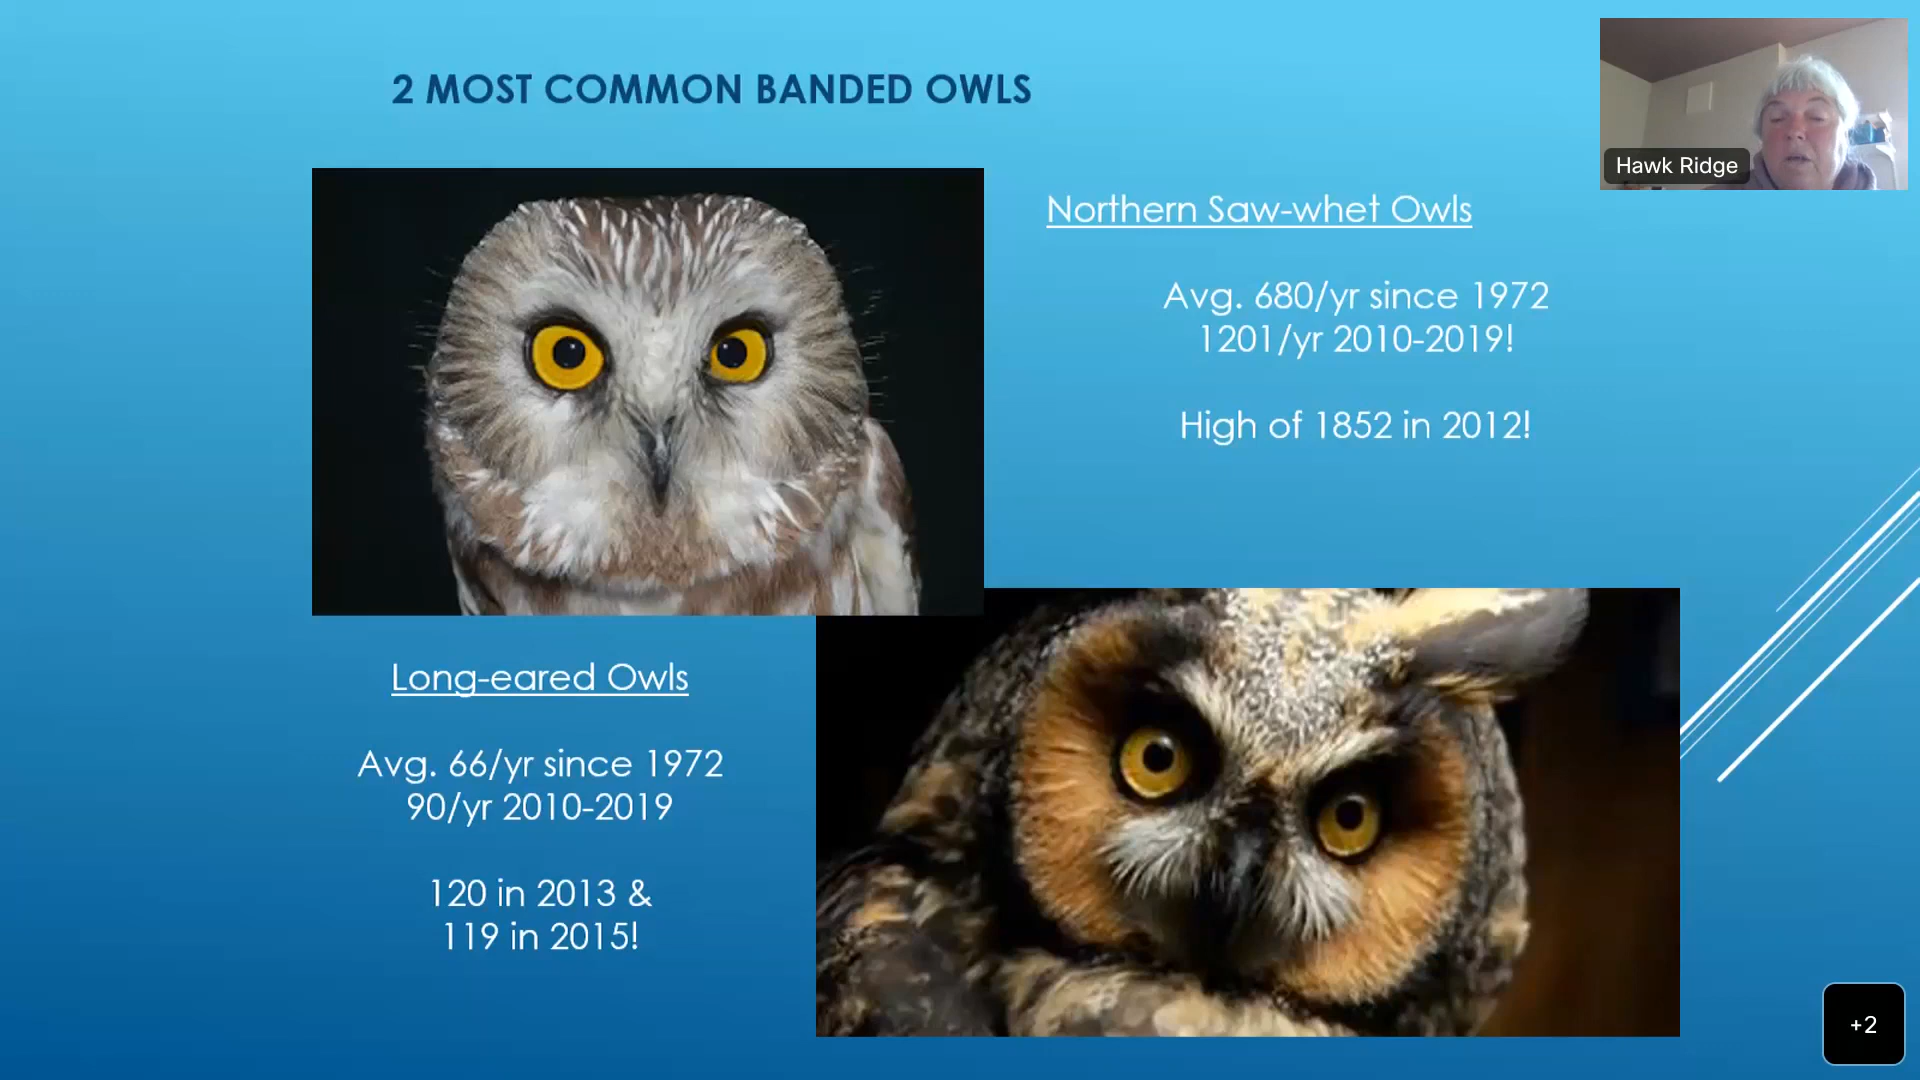 2 MOST COMMON BANDED OWLS
Hawk Ridge
Northern Saw-whet Owls
Avg. 680/yr since 1972
1201/yr 2010-2019!
High of 1852 in 2012!
Long-eared Owls
Avg. 66/yr since 1972
90/yr 2010-2019
120 in 2013 &
119 in 2015!
+2